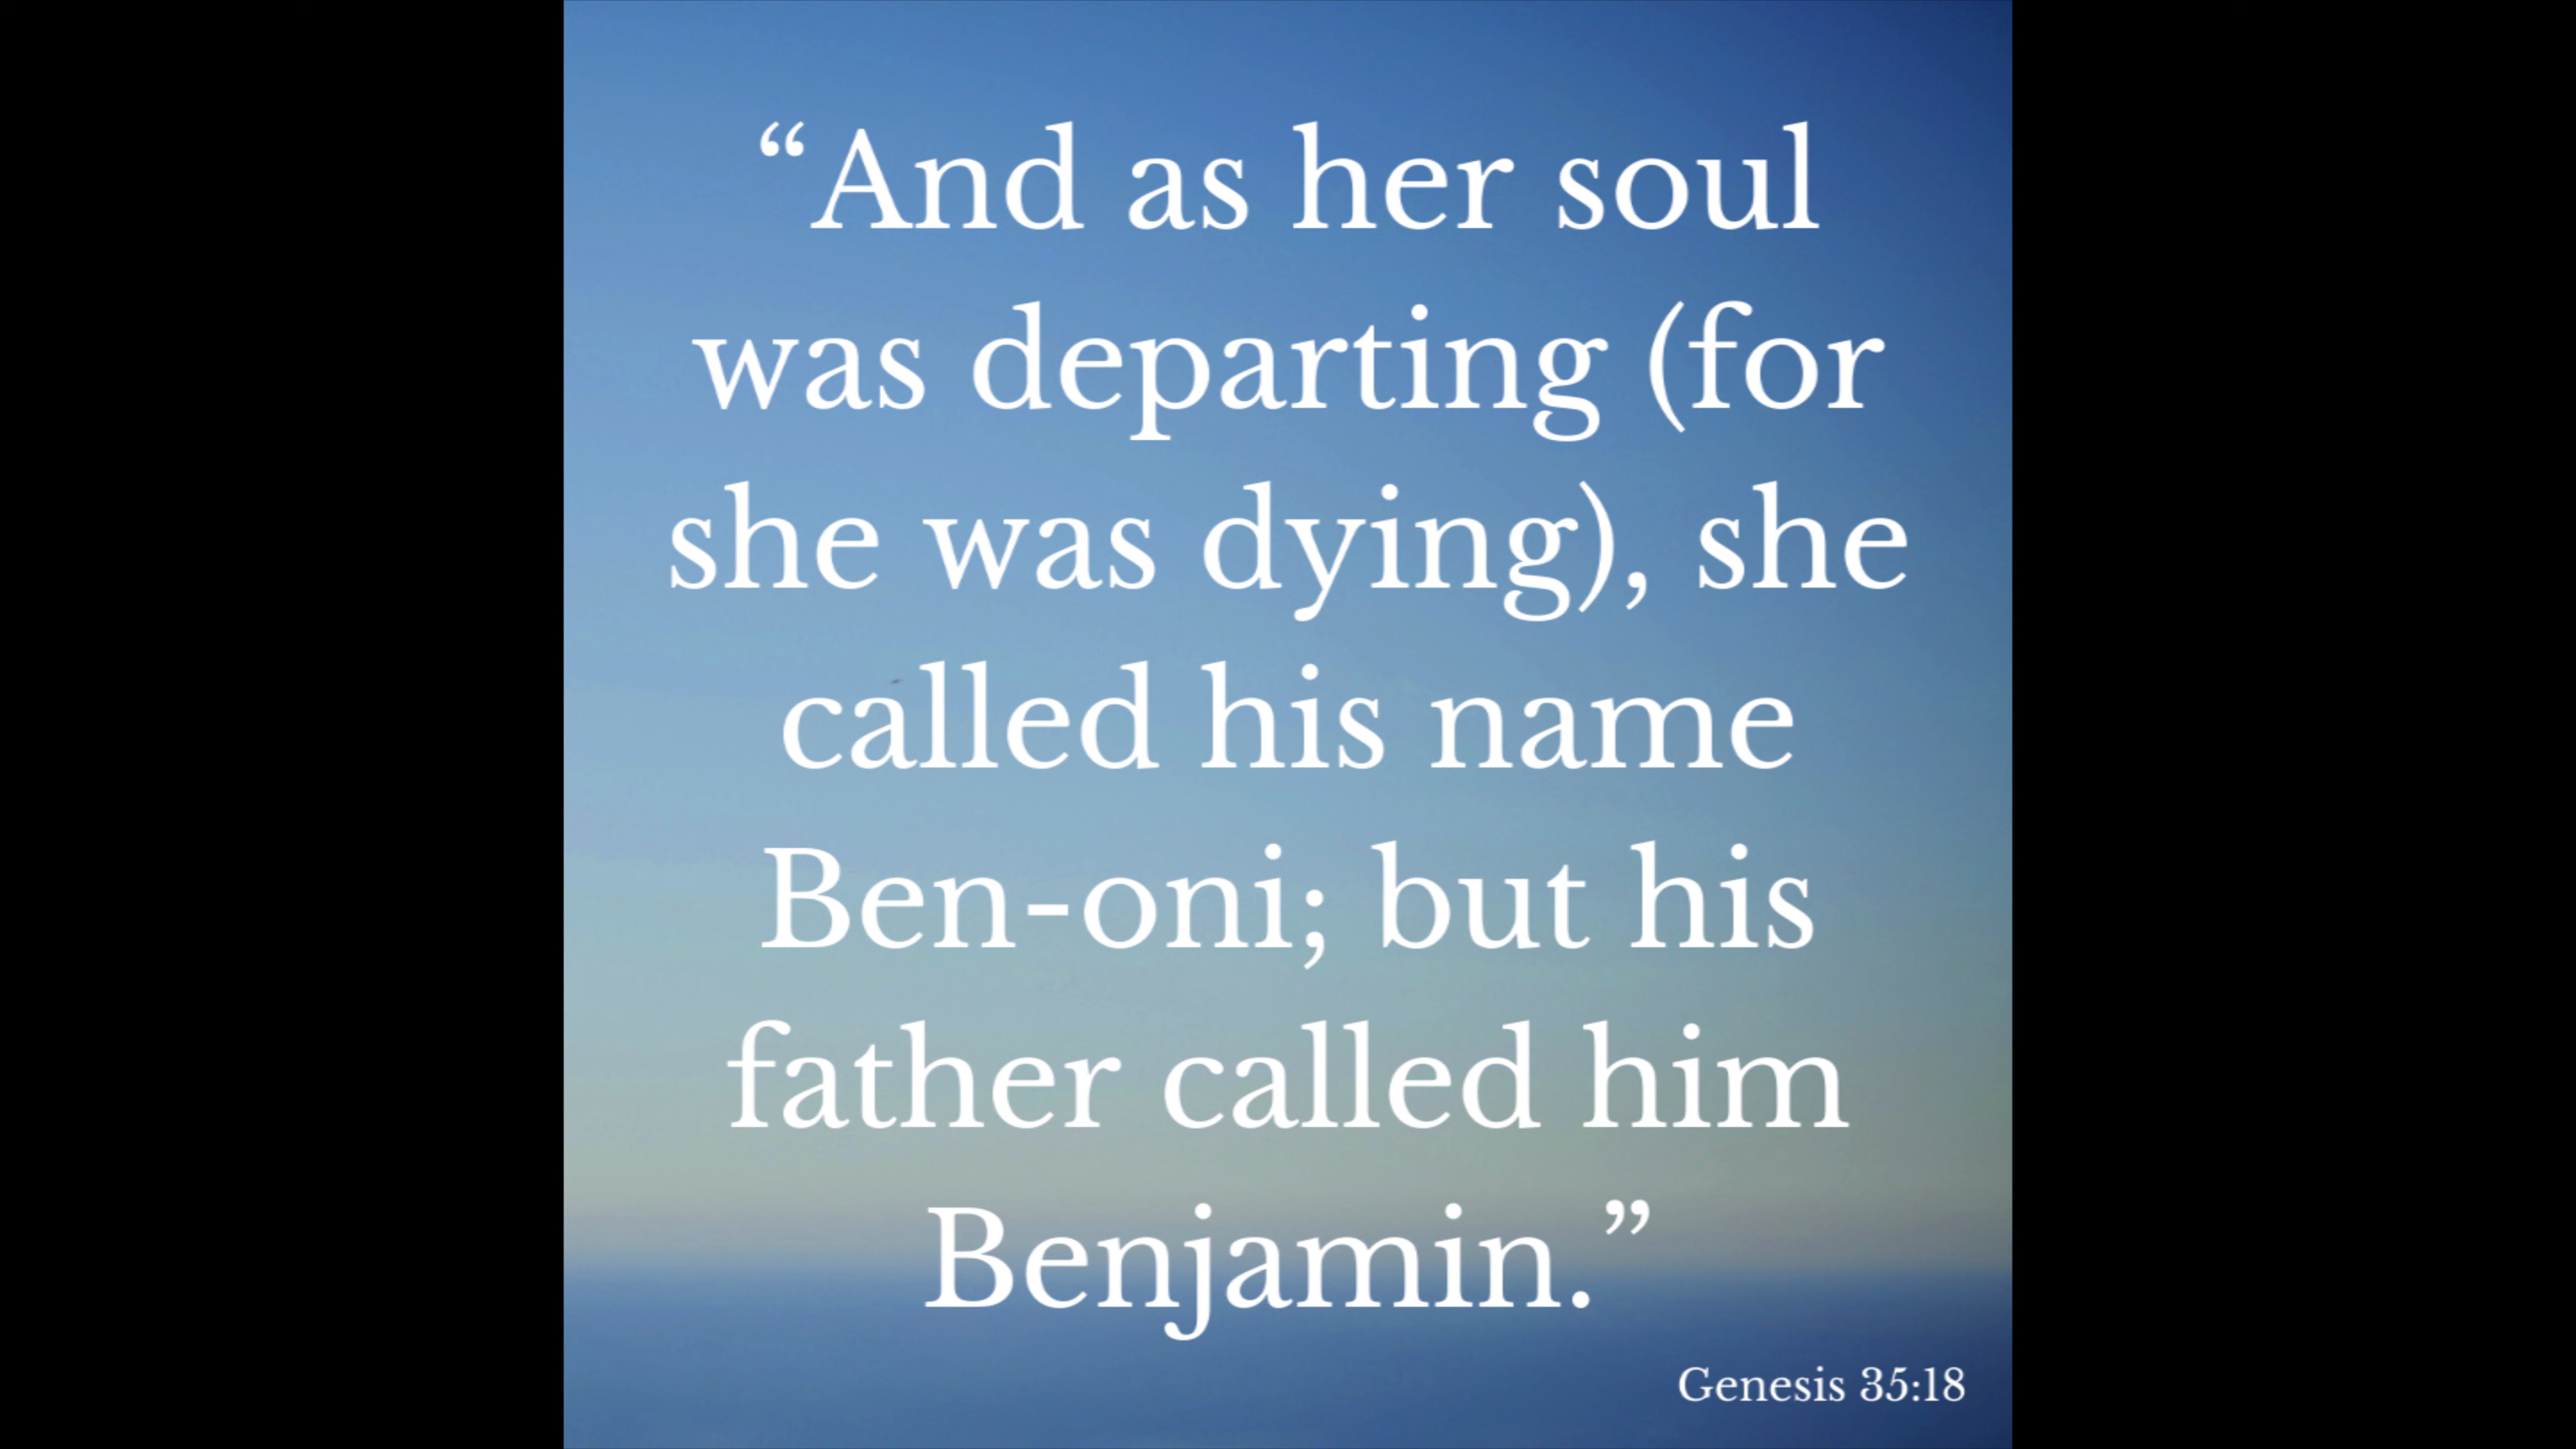 “And as her soul
was departing (for
she was dying), she
called his name
Ben-oni; but his
father called him
Benjamin.”
Genesis 35:18